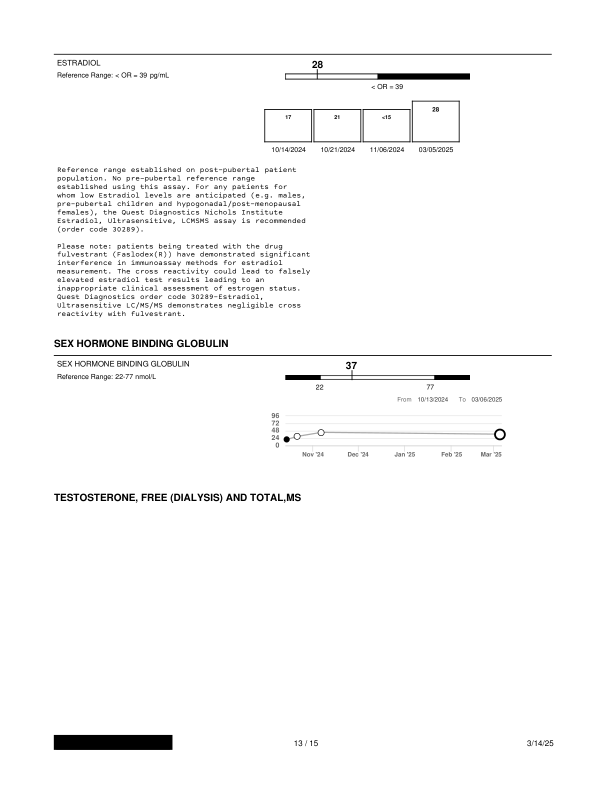 ESTRADIOL
Reference Range: < OR = 39 pg/mL
28
< OR = 39
17 21 <15 28
10/14/2024 10/21/2024 11/06/2024 03/05/2025
Reference range established on post-pubertal patient
population. No pre-pubertal reference range
established using this assay. For any patients for
whom low Estradiol levels are anticipated (e.g. males,
pre-pubertal children and hypogonadal/post-menopausal
females), the Quest Diagnostics Nichols Institute
Estradiol, Ultrasensitive, LCMSMS assay is recommended
(order code 30289).
Please note: patients being treated with the drug
fulvestrant (Faslodex(R)) have demonstrated significant
interference in immunoassay methods for estradiol
measurement. The cross reactivity could lead to falsely
elevated estradiol test results leading to an
inappropriate clinical assessment of estrogen status.
Quest Diagnostics order code 30289-Estradiol,
Ultrasensitive LC/MS/MS demonstrates negligible cross
reactivity with fulvestrant.
SEX HORMONE BINDING GLOBULIN
SEX HORMONE BINDING GLOBULIN
Reference Range: 22-77 nmol/L
37
22 77
From 10/13/2024 To 03/06/2025
96
72
48
24
0
Nov '24 Dec '24 Jan '25 Feb '25 Mar '25
TESTOSTERONE, FREE (DIALYSIS) AND TOTAL,MS
13 / 15
3/14/25